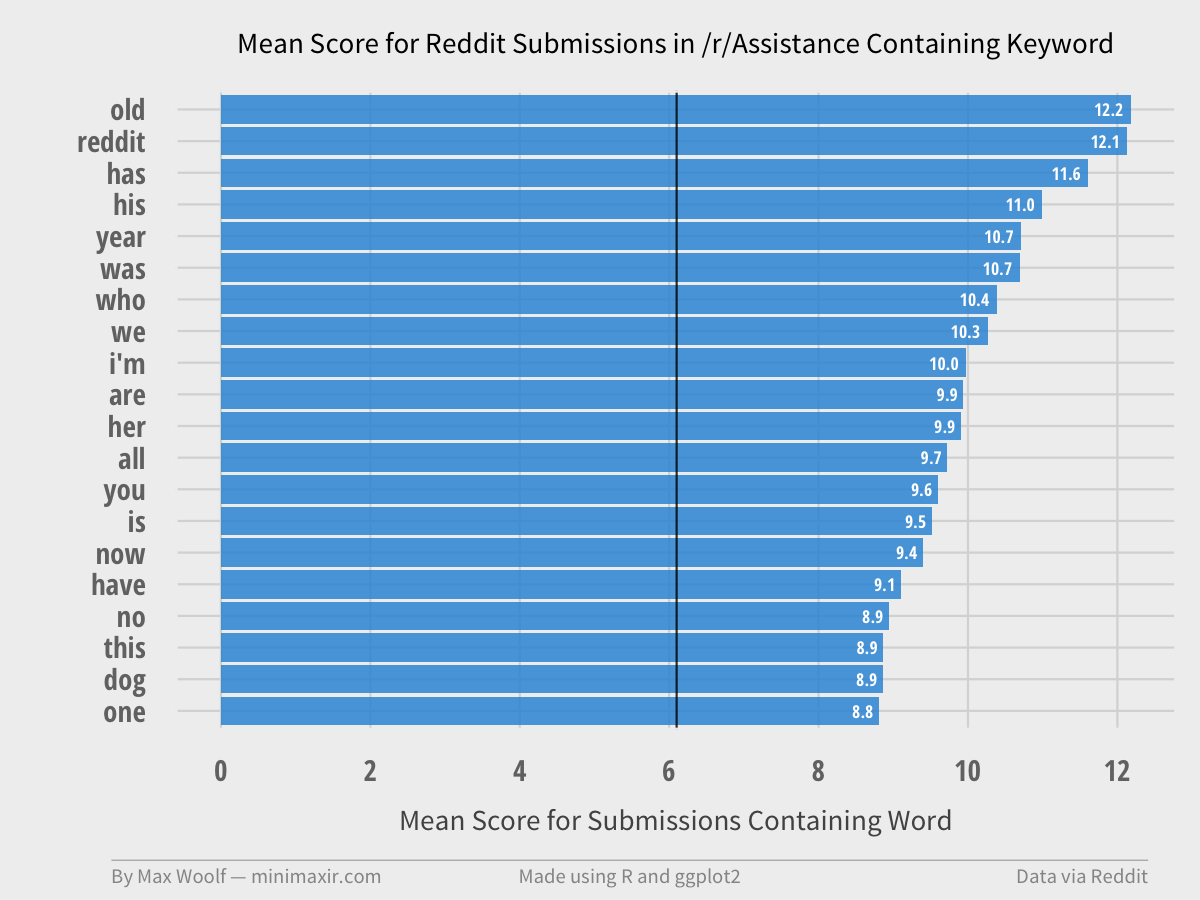 Mean Score for Reddit Submissions in /r/Assistance Containing Keyword
old 12.2
reddit 12.1
has 11.6
his 11.0
year 10.7
was 10.7
who 10.4
we 10.3
i'm 10.0
are 9.9
her 9.9
all 9.7
you 9.6
is 9.5
now 9.4
have 9.1
no 8.9
this 8.9
dog 8.9
one 8.8
0 2 4 6 8 10 12
Mean Score for Submissions Containing Word
By Max Woolf — minimaxir.com Made using R and ggplot2 Data via Reddit